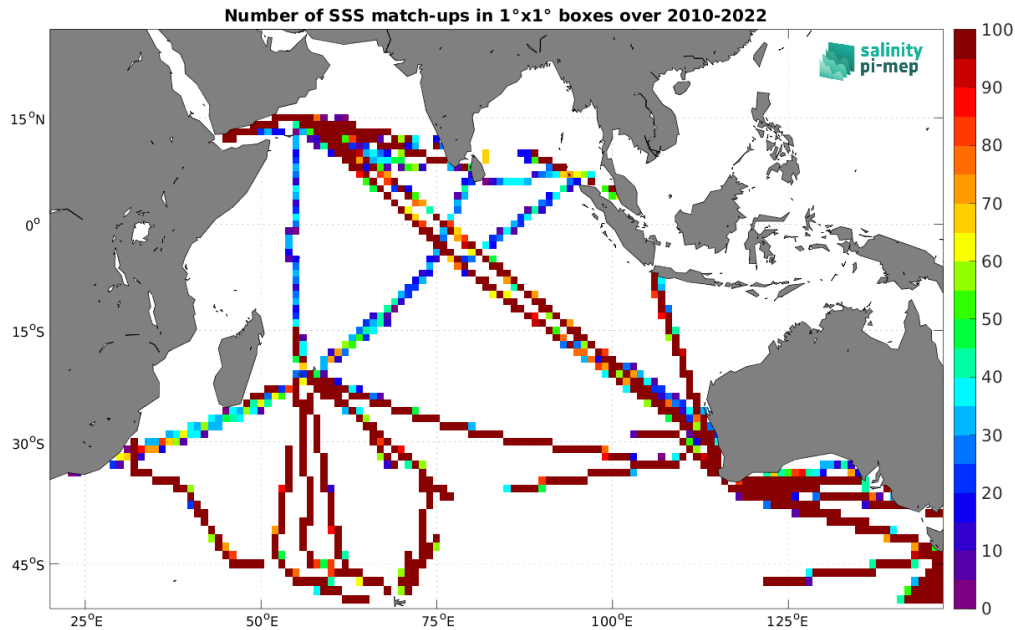 Number of SSS match-ups in 1°x1° boxes over 2010-2022
salinity
pi-mep
100
90
80
70
60
50
40
30
20
10
0
15°N
0°
15°S
30°S
45°S
25°E
50°E
75°E
100°E
125°E